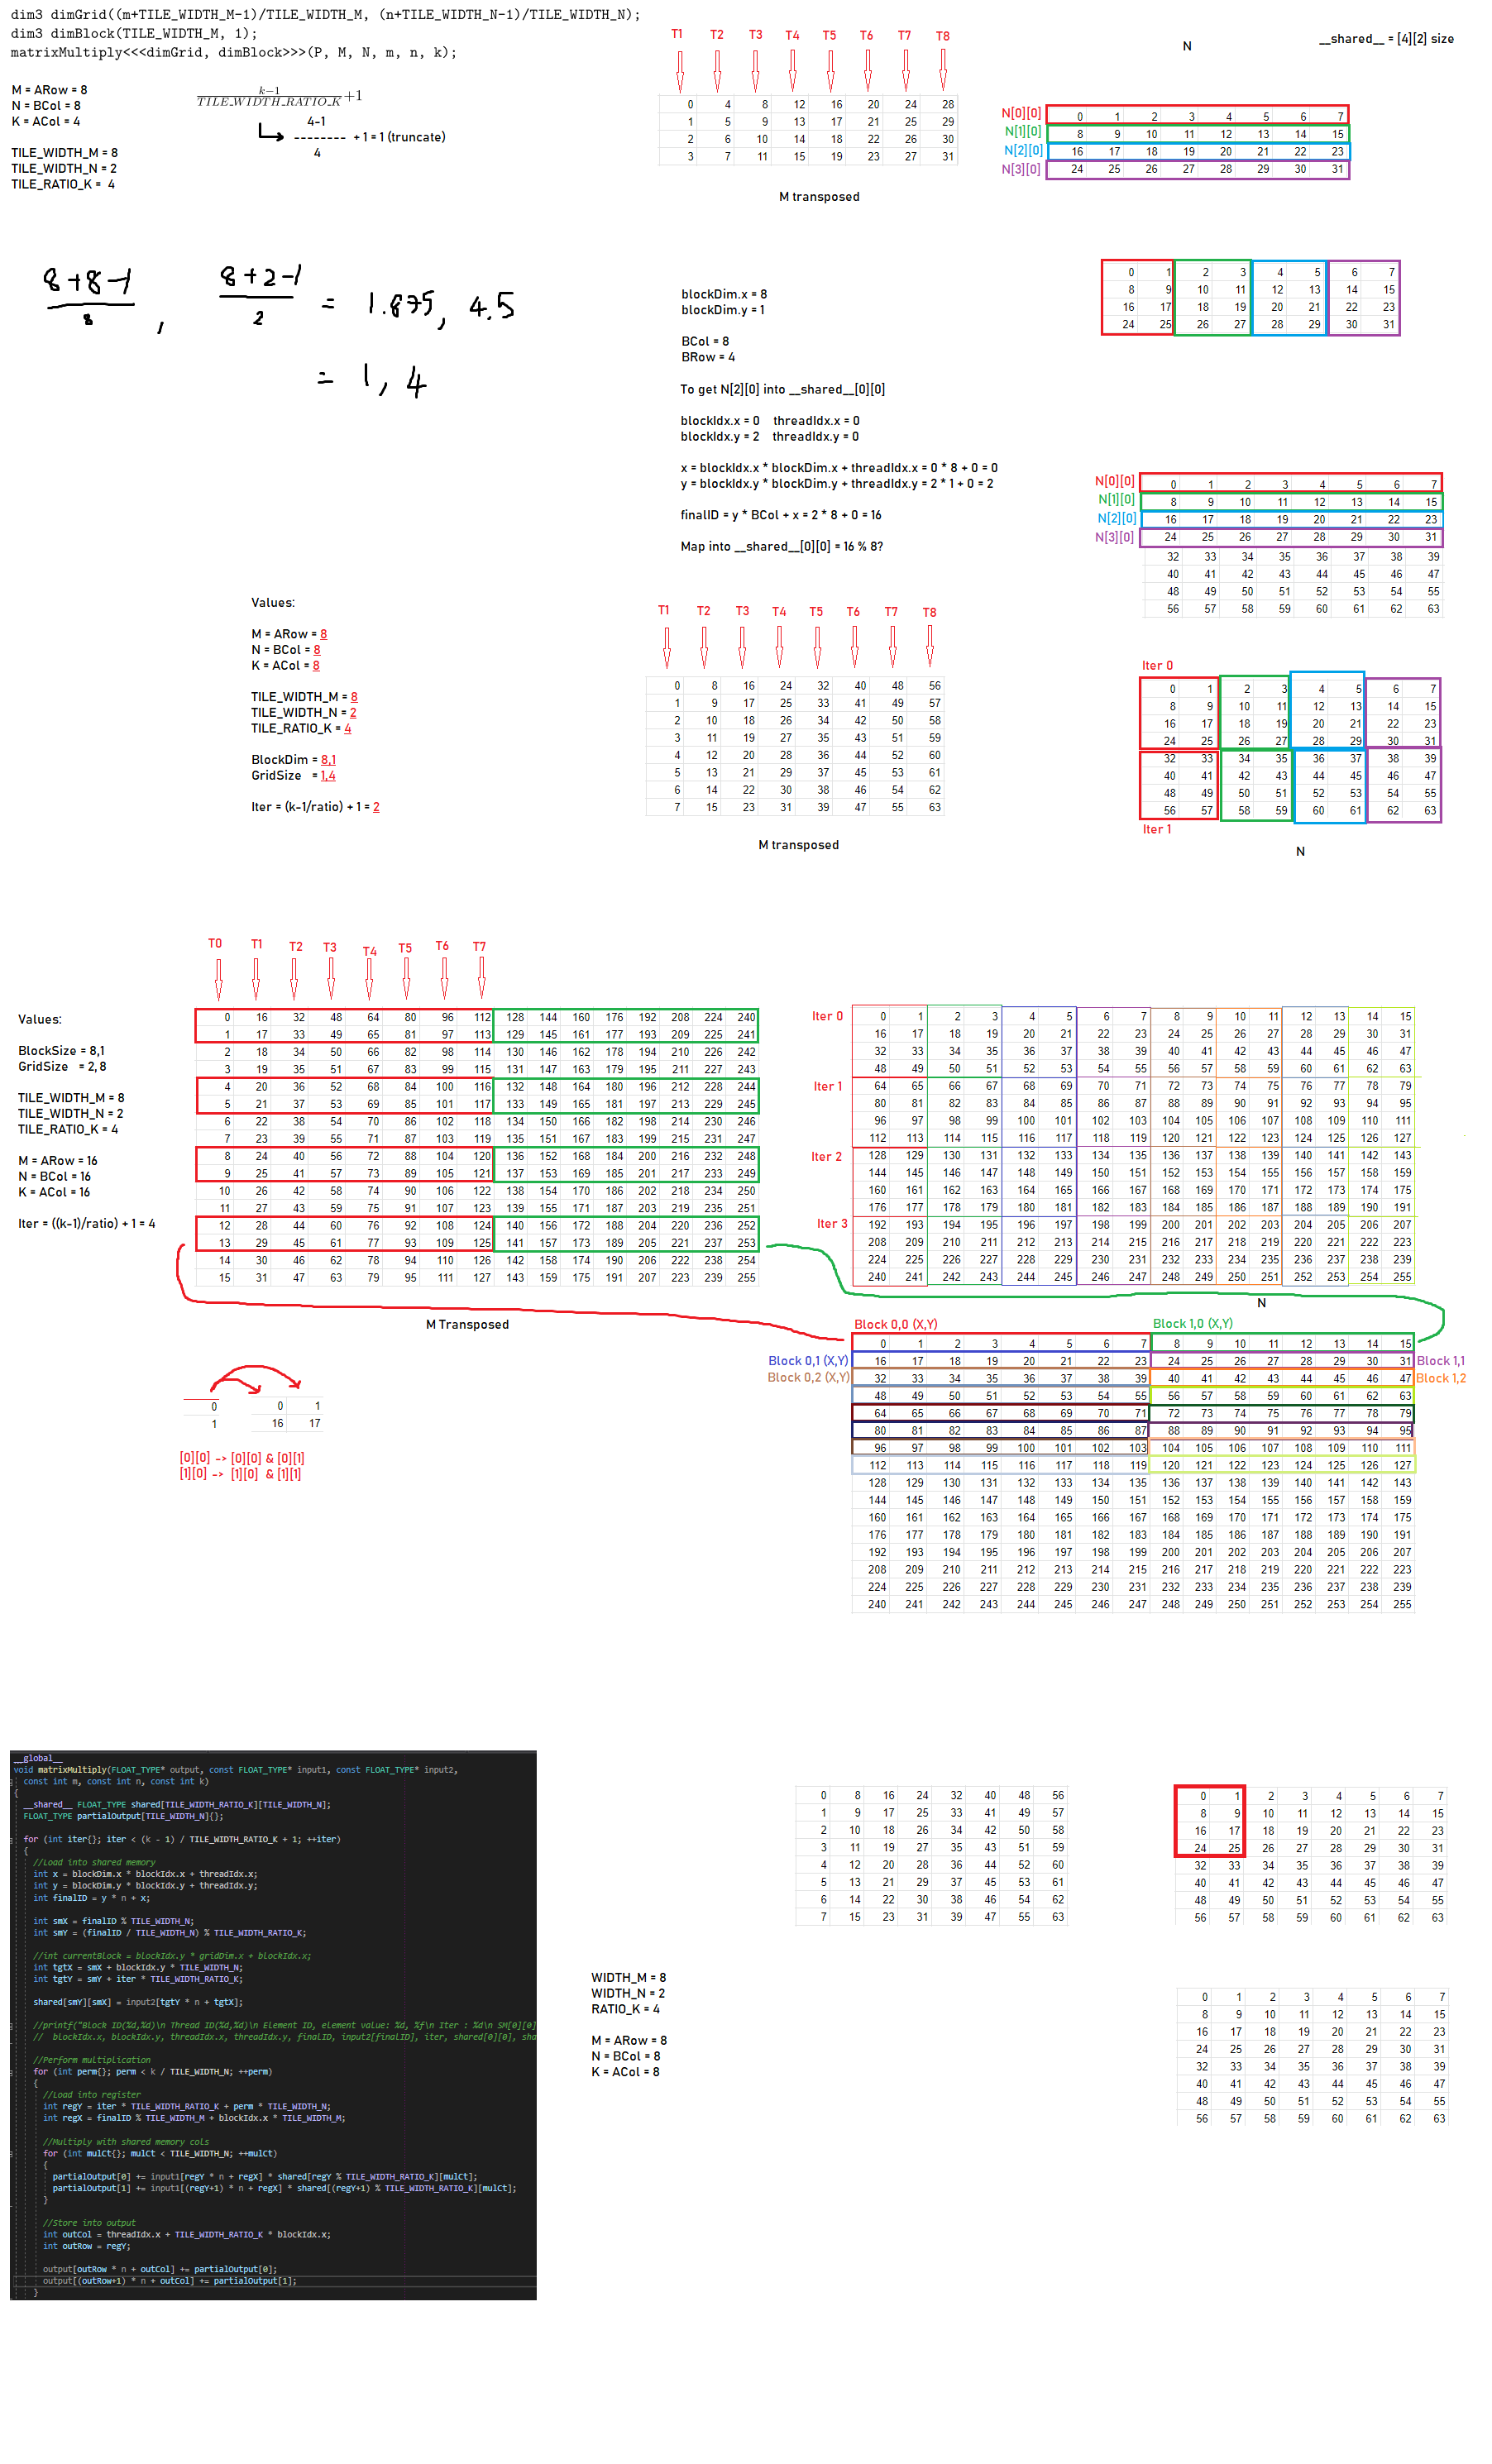 dim3 dimGrid((m+TILE_WIDTH_M-1)/TILE_WIDTH_M, (n+TILE_WIDTH_N-1)/TILE_WIDTH_N);
dim3 dimBlock(TILE_WIDTH_M, 1);
matrixMultiply<<<dimGrid, dimBlock>>>(P, M, N, m, n, k);
M = ARow = 8
N = BCol = 8
K = ACol = 4
TILE_WIDTH_M = 8
TILE_WIDTH_N = 2
TILE_RATIO_K = 4
k-1
TILE_WIDTH_RATIO_K +1
4-1
-------- + 1 = 1 (truncate)
4
T1 T2 T3 T4 T5 T6 T7 T8
0 4 8 12 16 20 24 28
1 5 9 13 17 21 25 29
2 6 10 14 18 22 26 30
3 7 11 15 19 23 27 31
M transposed
N
__shared__ = [4][2] size
N[0][0] 0 1 2 3 4 5 6 7
N[1][0] 8 9 10 11 12 13 14 15
N[2][0] 16 17 18 19 20 21 22 23
N[3][0] 24 25 26 27 28 29 30 31
8+8-1 8+2-1
8 , 2 = 1.875, 4.5
= 1, 4
blockDim.x = 8
blockDim.y = 1
BCol = 8
BRow = 4
To get N[2][0] into __shared__[0][0]
blockIdx.x = 0 threadIdx.x = 0
blockIdx.y = 2 threadIdx.y = 0
x = blockIdx.x * blockDim.x + threadIdx.x = 0 * 8 + 0 = 0
y = blockIdx.y * blockDim.y + threadIdx.y = 2 * 1 + 0 = 2
finalID = y * BCol + x = 2 * 8 + 0 = 16
Map into __shared__[0][0] = 16 % 8?
0 1 2 3 4 5 6 7
8 9 10 11 12 13 14 15
16 17 18 19 20 21 22 23
24 25 26 27 28 29 30 31
N[0][0] 0 1 2 3 4 5 6 7
N[1][0] 8 9 10 11 12 13 14 15
N[2][0] 16 17 18 19 20 21 22 23
N[3][0] 24 25 26 27 28 29 30 31
32 33 34 35 36 37 38 39
40 41 42 43 44 45 46 47
48 49 50 51 52 53 54 55
56 57 58 59 60 61 62 63
Values:
M = ARow = 8
N = BCol = 8
K = ACol = 8
TILE_WIDTH_M = 8
TILE_WIDTH_N = 2
TILE_RATIO_K = 4
BlockDim = 8,1
GridSize = 1,4
Iter = (k-1/ratio) + 1 = 2
T1 T2 T3 T4 T5 T6 T7 T8
0 8 16 24 32 40 48 56
1 9 17 25 33 41 49 57
2 10 18 26 34 42 50 58
3 11 19 27 35 43 51 59
4 12 20 28 36 44 52 60
5 13 21 29 37 45 53 61
6 14 22 30 38 46 54 62
7 15 23 31 39 47 55 63
M transposed
Iter 0
0 1 2 3 4 5 6 7
8 9 10 11 12 13 14 15
16 17 18 19 20 21 22 23
24 25 26 27 28 29 30 31
32 33 34 35 36 37 38 39
40 41 42 43 44 45 46 47
48 49 50 51 52 53 54 55
56 57 58 59 60 61 62 63
Iter 1
N
Values:
BlockSize = 8,1
GridSize = 2, 8
TILE_WIDTH_M = 8
TILE_WIDTH_N = 2
TILE_RATIO_K = 4
M = ARow = 16
N = BCol = 16
K = ACol = 16
Iter = ((k-1)/ratio) + 1 = 4
T0 T1 T2 T3 T4 T5 T6 T7
0 16 32 48 64 80 96 112 128 144 160 176 192 208 224 240
1 17 33 49 65 81 97 113 129 145 161 177 193 209 225 241
2 18 34 50 66 82 98 114 130 146 162 178 194 210 226 242
3 19 35 51 67 83 99 115 131 147 163 179 195 211 227 243
4 20 36 52 68 84 100 116 132 148 164 180 196 212 228 244
5 21 37 53 69 85 101 117 133 149 165 181 197 213 229 245
6 22 38 54 70 86 102 118 134 150 166 182 198 214 230 246
7 23 39 55 71 87 103 119 135 151 167 183 199 215 231 247
8 24 40 56 72 88 104 120 136 152 168 184 200 216 232 248
9 25 41 57 73 89 105 121 137 153 169 185 201 217 233 249
10 26 42 58 74 90 106 122 138 154 170 186 202 218 234 250
11 27 43 59 75 91 107 123 139 155 171 187 203 219 235 251
12 28 44 60 76 92 108 124 140 156 172 188 204 220 236 252
13 29 45 61 77 93 109 125 141 157 173 189 205 221 237 253
14 30 46 62 78 94 110 126 142 158 174 190 206 222 238 254
15 31 47 63 79 95 111 127 143 159 175 191 207 223 239 255
M Transposed
Iter 0 0 1 2 3 4 5 6 7 8 9 10 11 12 13 14 15
16 17 18 19 20 21 22 23 24 25 26 27 28 29 30 31
32 33 34 35 36 37 38 39 40 41 42 43 44 45 46 47
48 49 50 51 52 53 54 55 56 57 58 59 60 61 62 63
Iter 1 64 65 66 67 68 69 70 71 72 73 74 75 76 77 78 79
80 81 82 83 84 85 86 87 88 89 90 91 92 93 94 95
96 97 98 99 100 101 102 103 104 105 106 107 108 109 110 111
112 113 114 115 116 117 118 119 120 121 122 123 124 125 126 127
Iter 2 128 129 130 131 132 133 134 135 136 137 138 139 140 141 142 143
144 145 146 147 148 149 150 151 152 153 154 155 156 157 158 159
160 161 162 163 164 165 166 167 168 169 170 171 172 173 174 175
176 177 178 179 180 181 182 183 184 185 186 187 188 189 190 191
Iter 3 192 193 194 195 196 197 198 199 200 201 202 203 204 205 206 207
208 209 210 211 212 213 214 215 216 217 218 219 220 221 222 223
224 225 226 227 228 229 230 231 232 233 234 235 236 237 238 239
240 241 242 243 244 245 246 247 248 249 250 251 252 253 254 255
N
Block 0,0 (X,Y) Block 1,0 (X,Y)
0 1 2 3 4 5 6 7 8 9 10 11 12 13 14 15
Block 0,1 (X,Y) 16 17 18 19 20 21 22 23 24 25 26 27 28 29 30 31 Block 1,1
Block 0,2 (X,Y) 32 33 34 35 36 37 38 39 40 41 42 43 44 45 46 47 Block 1,2
48 49 50 51 52 53 54 55 56 57 58 59 60 61 62 63
64 65 66 67 68 69 70 71 72 73 74 75 76 77 78 79
80 81 82 83 84 85 86 87 88 89 90 91 92 93 94 95
96 97 98 99 100 101 102 103 104 105 106 107 108 109 110 111
112 113 114 115 116 117 118 119 120 121 122 123 124 125 126 127
128 129 130 131 132 133 134 135 136 137 138 139 140 141 142 143
144 145 146 147 148 149 150 151 152 153 154 155 156 157 158 159
160 161 162 163 164 165 166 167 168 169 170 171 172 173 174 175
176 177 178 179 180 181 182 183 184 185 186 187 188 189 190 191
192 193 194 195 196 197 198 199 200 201 202 203 204 205 206 207
208 209 210 211 212 213 214 215 216 217 218 219 220 221 222 223
224 225 226 227 228 229 230 231 232 233 234 235 236 237 238 239
240 241 242 243 244 245 246 247 248 249 250 251 252 253 254 255
0 0 1
1 16 17
[0][0] -> [0][0] & [0][1]
[1][0] -> [1][0] & [1][1]
__global__
void matrixMultiply(FLOAT_TYPE* output, const FLOAT_TYPE* input1, const FLOAT_TYPE* input2,
const int m, const int n, const int k)
{
__shared__ FLOAT_TYPE shared[TILE_WIDTH_RATIO_K][TILE_WIDTH_N];
FLOAT_TYPE partialOutput[TILE_WIDTH_N]{};
for (int iter{}; iter < (k - 1) / TILE_WIDTH_RATIO_K + 1; ++iter)
{
//Load into shared memory
int x = blockDim.x * blockIdx.x + threadIdx.x;
int y = blockDim.y * blockIdx.y + threadIdx.y;
int finalID = y * n + x;
int smX = finalID % TILE_WIDTH_N;
int smY = (finalID / TILE_WIDTH_N) % TILE_WIDTH_RATIO_K;
//int currentBlock = blockIdx.y * gridDim.x + blockIdx.x;
int tgtX = smX + blockIdx.y * TILE_WIDTH_N;
int tgtY = smY + iter * TILE_WIDTH_RATIO_K;
shared[smY][smX] = input2[tgtY * n + tgtX];
//printf("Block ID(%d,%d)\n Thread ID(%d,%d)\n Element ID, element value: %d, %f\n Iter : %d\n SM[0][0]
// blockIdx.x, blockIdx.y, threadIdx.x, threadIdx.y, finalID, input2[finalID], iter, shared[0][0], sha
//Perform multiplication
for (int perm{}; perm < k / TILE_WIDTH_N; ++perm)
{
//Load into register
int regY = iter * TILE_WIDTH_RATIO_K + perm * TILE_WIDTH_N;
int regX = finalID % TILE_WIDTH_M + blockIdx.x * TILE_WIDTH_M;
//Multiply with shared memory cols
for (int mulCt{}; mulCt < TILE_WIDTH_N; ++mulCt)
{
partialOutput[0] += input1[regY * n + regX] * shared[regY % TILE_WIDTH_RATIO_K][mulCt];
partialOutput[1] += input1[(regY+1) * n + regX] * shared[(regY+1) % TILE_WIDTH_RATIO_K][mulCt];
}
//Store into output
int outCol = threadIdx.x + TILE_WIDTH_RATIO_K * blockIdx.x;
int outRow = regY;
output[outRow * n + outCol] += partialOutput[0];
output[(outRow+1) * n + outCol] += partialOutput[1];
}
WIDTH_M = 8
WIDTH_N = 2
RATIO_K = 4
M = ARow = 8
N = BCol = 8
K = ACol = 8
0 8 16 24 32 40 48 56
1 9 17 25 33 41 49 57
2 10 18 26 34 42 50 58
3 11 19 27 35 43 51 59
4 12 20 28 36 44 52 60
5 13 21 29 37 45 53 61
6 14 22 30 38 46 54 62
7 15 23 31 39 47 55 63
0 1 2 3 4 5 6 7
8 9 10 11 12 13 14 15
16 17 18 19 20 21 22 23
24 25 26 27 28 29 30 31
32 33 34 35 36 37 38 39
40 41 42 43 44 45 46 47
48 49 50 51 52 53 54 55
56 57 58 59 60 61 62 63
0 1 2 3 4 5 6 7
8 9 10 11 12 13 14 15
16 17 18 19 20 21 22 23
24 25 26 27 28 29 30 31
32 33 34 35 36 37 38 39
40 41 42 43 44 45 46 47
48 49 50 51 52 53 54 55
56 57 58 59 60 61 62 63